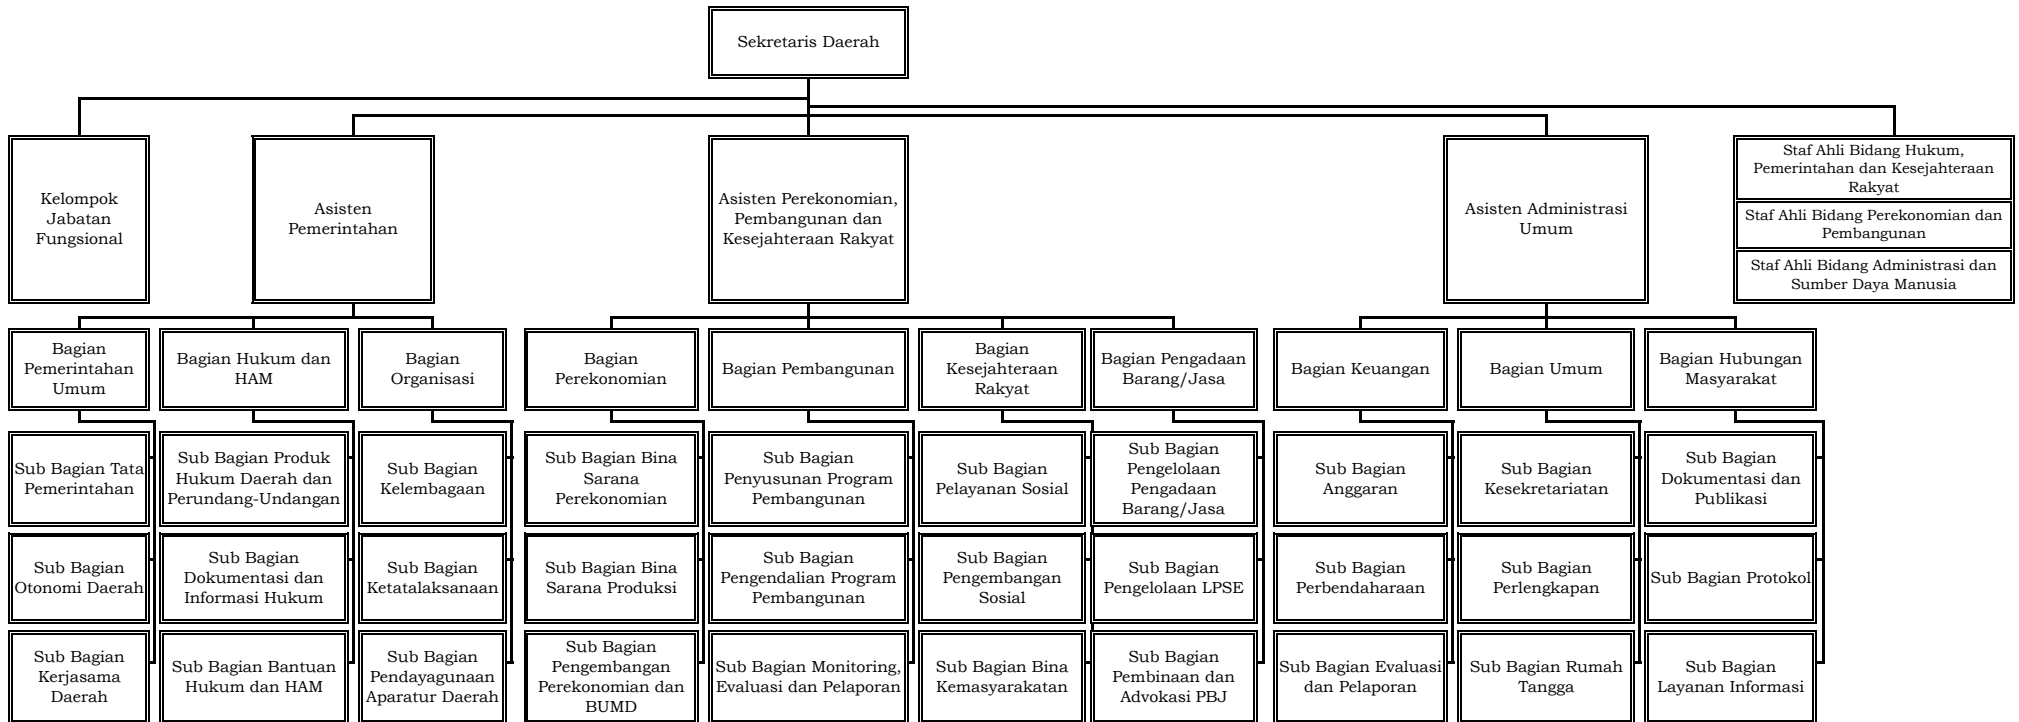 Sekretaris Daerah
Kelompok
Jabatan
Fungsional
Asisten
Pemerintahan
Asisten Perekonomian,
Pembangunan dan
Kesejahteraan Rakyat
Asisten Administrasi
Umum
Staf Ahli Bidang Hukum,
Pemerintahan dan Kesejahteraan
Rakyat
Staf Ahli Bidang Perekonomian dan
Pembangunan
Staf Ahli Bidang Administrasi dan
Sumber Daya Manusia
Bagian
Pemerintahan
Umum
Bagian Hukum dan
HAM
Bagian
Organisasi
Bagian
Perekonomian
Bagian Pembangunan
Bagian
Kesejahteraan
Rakyat
Bagian Pengadaan
Barang/Jasa
Bagian Keuangan
Bagian Umum
Bagian Hubungan
Masyarakat
Sub Bagian Tata
Pemerintahan
Sub Bagian Produk
Hukum Daerah dan
Perundang-Undangan
Sub Bagian
Kelembagaan
Sub Bagian Bina
Sarana
Perekonomian
Sub Bagian
Penyusunan Program
Pembangunan
Sub Bagian
Pelayanan Sosial
Sub Bagian
Pengelolaan
Pengadaan
Barang/Jasa
Sub Bagian
Anggaran
Sub Bagian
Kesekretariatan
Sub Bagian
Dokumentasi dan
Publikasi
Sub Bagian
Otonomi Daerah
Sub Bagian
Dokumentasi dan
Informasi Hukum
Sub Bagian
Ketatalaksanaan
Sub Bagian Bina
Sarana Produksi
Sub Bagian
Pengendalian Program
Pembangunan
Sub Bagian
Pengembangan
Sosial
Sub Bagian
Pengelolaan LPSE
Sub Bagian
Perbendaharaan
Sub Bagian
Perlengkapan
Sub Bagian Protokol
Sub Bagian
Kerjasama
Daerah
Sub Bagian Bantuan
Hukum dan HAM
Sub Bagian
Pendayagunaan
Aparatur Daerah
Sub Bagian
Pengembangan
Perekonomian dan
BUMD
Sub Bagian Monitoring,
Evaluasi dan Pelaporan
Sub Bagian Bina
Kemasyarakatan
Sub Bagian
Pembinaan dan
Advokasi PBJ
Sub Bagian Evaluasi
dan Pelaporan
Sub Bagian Rumah
Tangga
Sub Bagian
Layanan Informasi